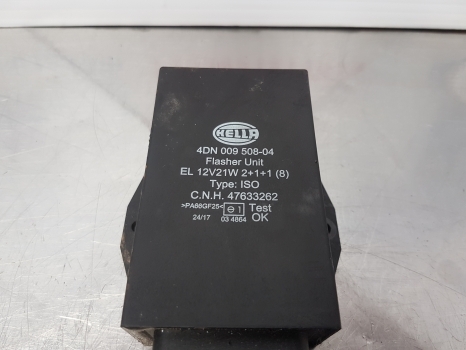 HELLA
4DN 009 508-04
Flasher Unit
EL 12V21W 2+1+1 (8)
Type: ISO
C.N.H. 47633262
>PA66GF25< e1 Test
24/17 03 4864 OK